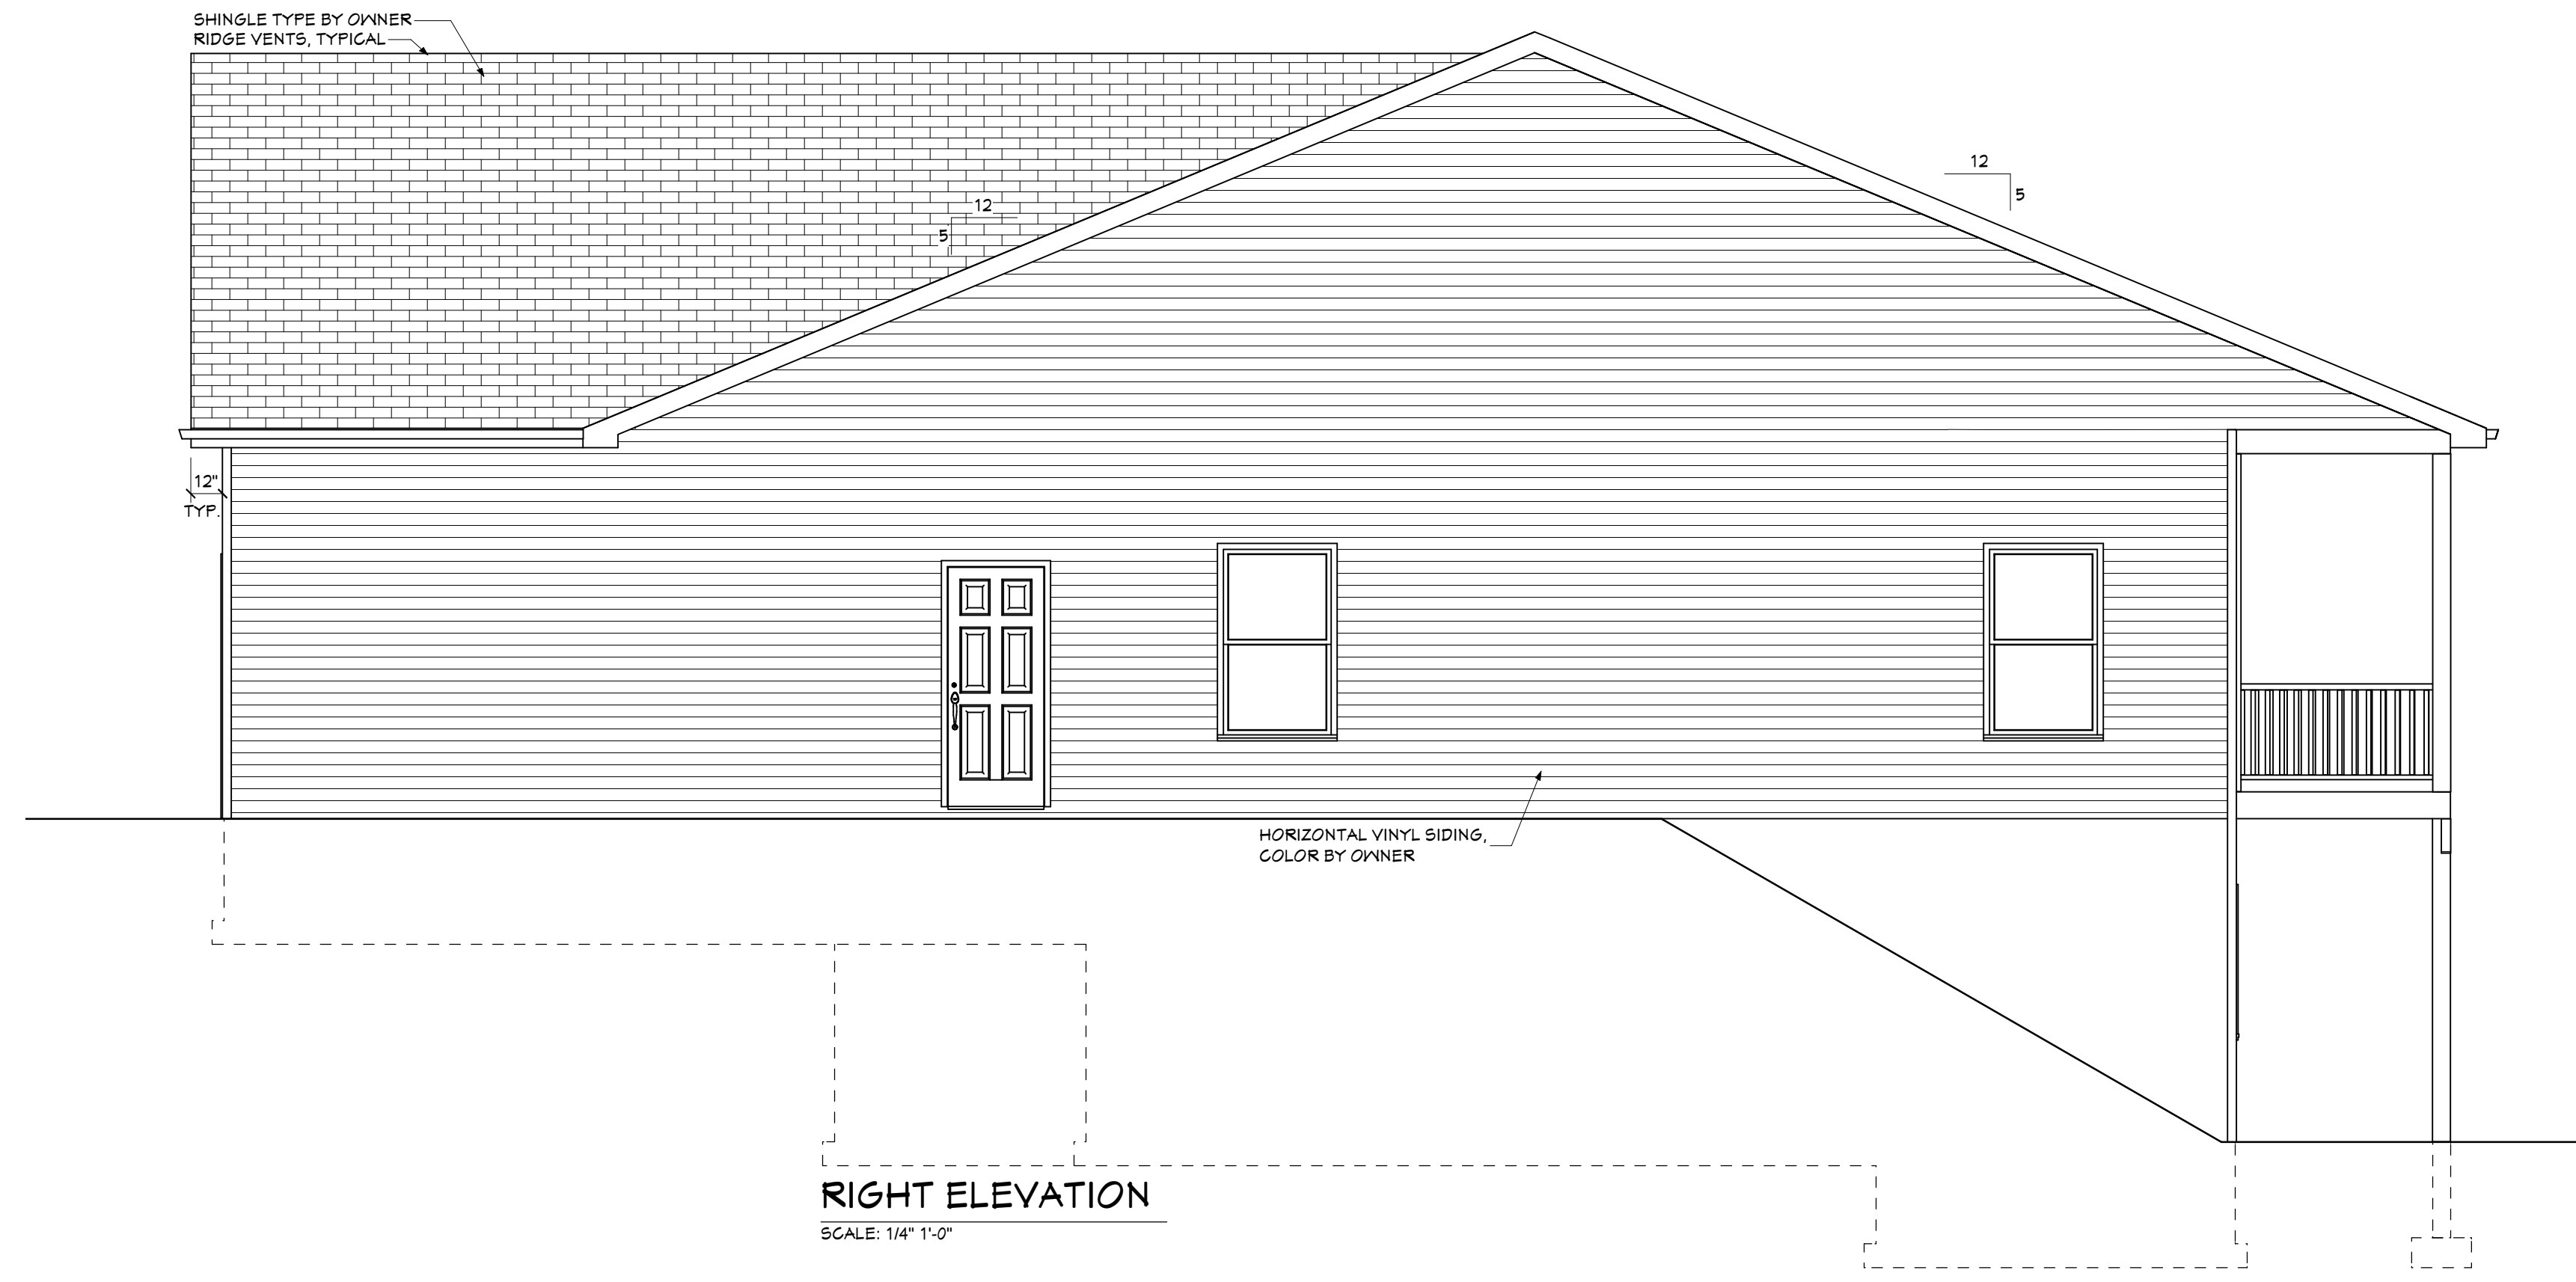 SHINGLE TYPE BY OWNER
RIDGE VENTS, TYPICAL
12
5
12
5
12"
TYP.
HORIZONTAL VINYL SIDING,
COLOR BY OWNER
RIGHT ELEVATION
SCALE: 1/4" 1'-0"